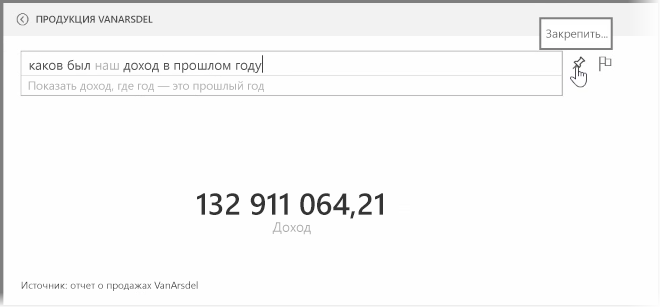 ПРОДУКЦИЯ VANARSDEL
Закрепить...
каков был наш доход в прошлом году
Показать доход, где год — это прошлый год
132 911 064,21
Доход
Источник: отчет о продажах VanArsdel